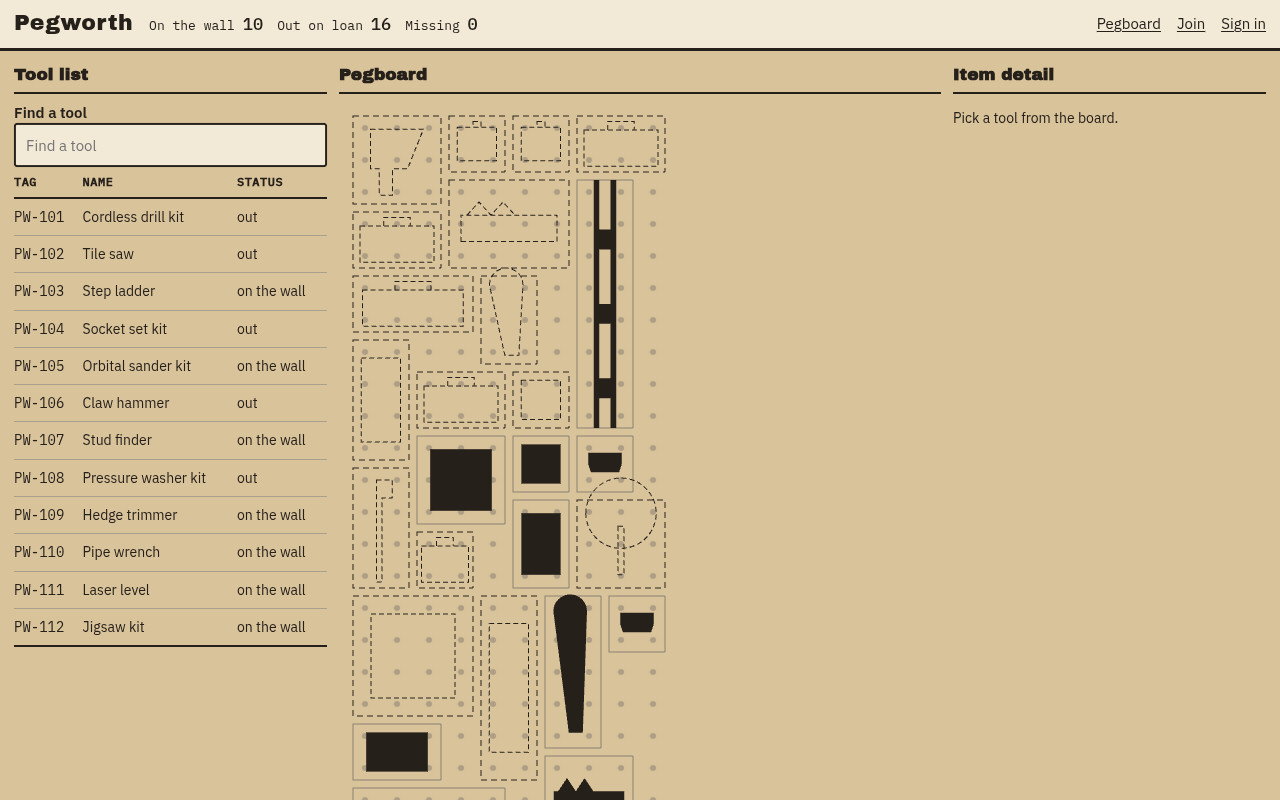 Pegworth On the wall 10 Out on loan 16 Missing 0 Pegboard Join Sign in
Tool list
Find a tool
Find a tool
TAG NAME STATUS
PW-101 Cordless drill kit out
PW-102 Tile saw out
PW-103 Step ladder on the wall
PW-104 Socket set kit out
PW-105 Orbital sander kit on the wall
PW-106 Claw hammer out
PW-107 Stud finder on the wall
PW-108 Pressure washer kit out
PW-109 Hedge trimmer on the wall
PW-110 Pipe wrench on the wall
PW-111 Laser level on the wall
PW-112 Jigsaw kit on the wall
Pegboard
Item detail
Pick a tool from the board.